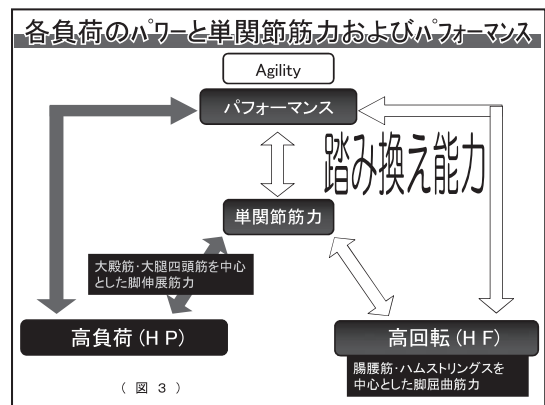 各負荷のパワーと単関節筋力およびパフォーマンス
Agility
パフォーマンス
踏み換え能力
単関節筋力
大殿筋・大腿四頭筋を中心
とした脚伸展筋力
高負荷(HP)
高回転(HF)
腸腰筋・ハムストリングスを
中心とした脚屈曲筋力
(図3)